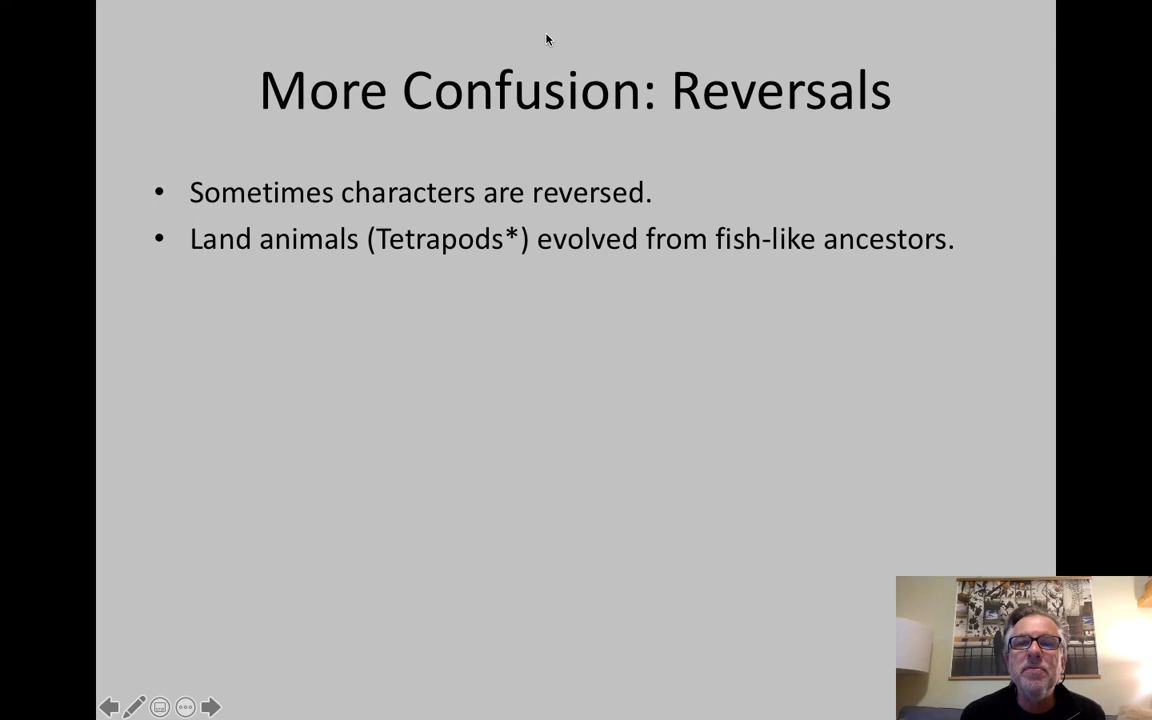 More Confusion: Reversals
• Sometimes characters are reversed.
• Land animals (Tetrapods*) evolved from fish-like ancestors.